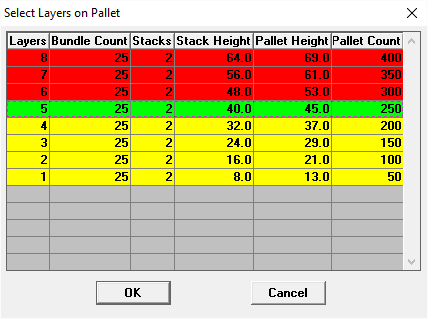 Select Layers on Pallet
Layers Bundle Count Stacks Stack Height Pallet Height Pallet Count
8 25 2 64.0 69.0 400
7 25 2 56.0 61.0 350
6 25 2 48.0 53.0 300
5 25 2 40.0 45.0 250
4 25 2 32.0 37.0 200
3 25 2 24.0 29.0 150
2 25 2 16.0 21.0 100
1 25 2 8.0 13.0 50
OK Cancel